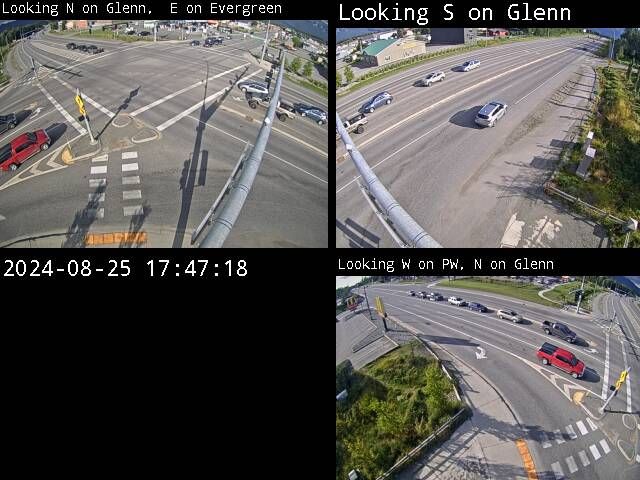 Looking N on Glenn, E on Evergreen
Looking S on Glenn
2024-08-25 17:47:18
Looking W on PW, N on Glenn